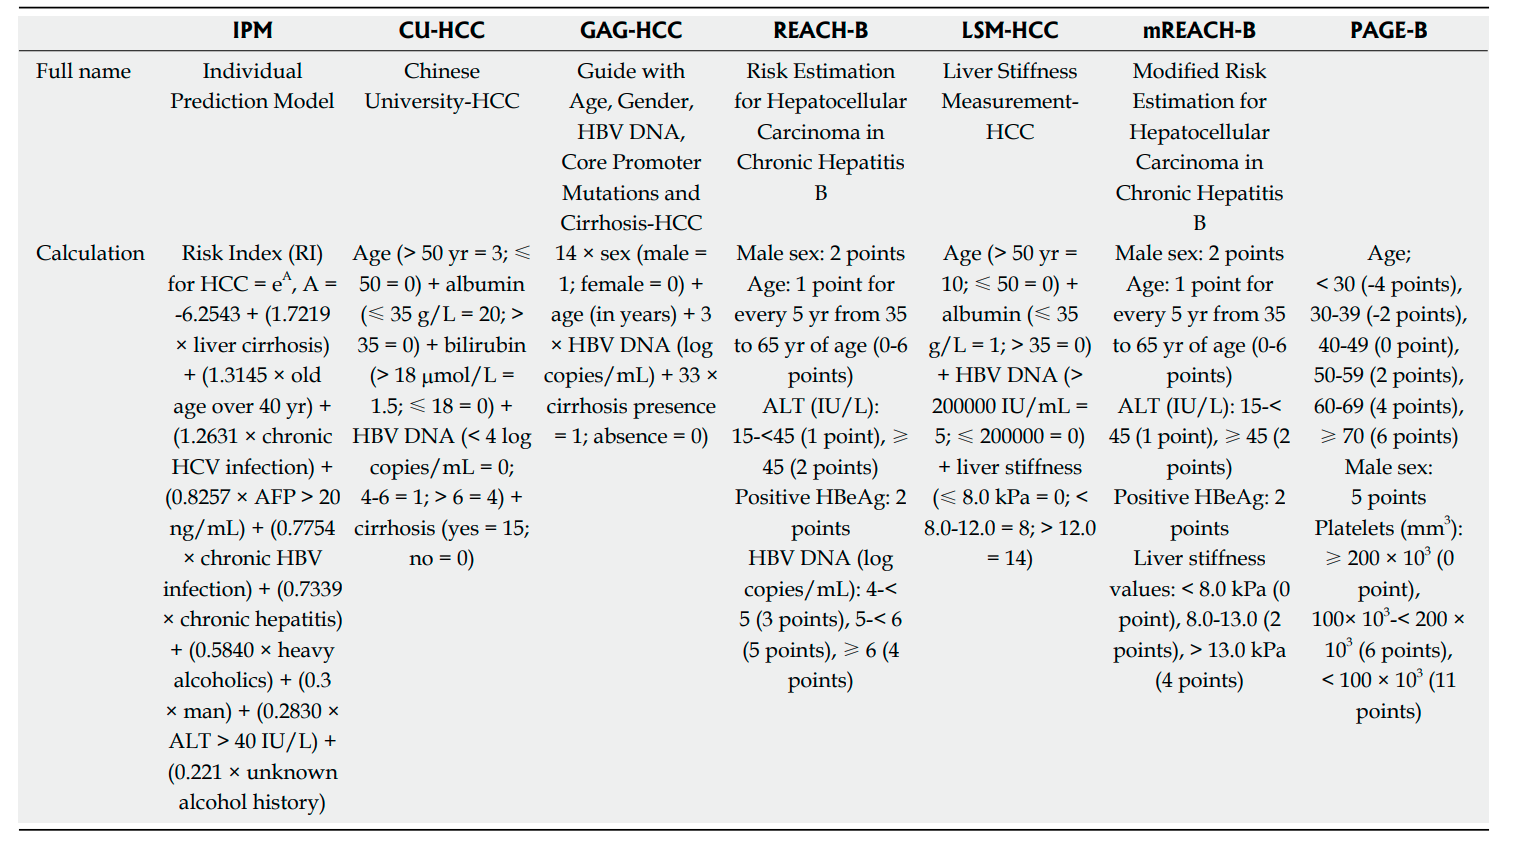 IPM CU-HCC GAG-HCC REACH-B LSM-HCC mREACH-B PAGE-B
Full name
Individual
Prediction Model
Chinese
University-HCC
Guide with
Age, Gender,
HBV DNA,
Core Promoter
Mutations and
Cirrhosis-HCC
Risk Estimation
for Hepatocellular
Carcinoma in
Chronic Hepatitis
B
Liver Stiffness
Measurement-
HCC
Modified Risk
Estimation for
Hepatocellular
Carcinoma in
Chronic Hepatitis
B
Calculation
Risk Index (RI)
for HCC = e^A, A =
-6.2543 + (1.7219
× liver cirrhosis)
+ (1.3145 × old
age over 40 yr) +
(1.2631 × chronic
HCV infection) +
(0.8257 × AFP > 20
ng/mL) + (0.7754
× chronic HBV
infection) + (0.7339
× chronic hepatitis)
+ (0.5840 × heavy
alcoholics) + (0.3
× man) + (0.2830 ×
ALT > 40 IU/L) +
(0.221 × unknown
alcohol history)
Age (> 50 yr = 3; ⩽
50 = 0) + albumin
(⩽ 35 g/L = 20; >
35 = 0) + bilirubin
(> 18 μmol/L =
1.5; ⩽ 18 = 0) +
HBV DNA (< 4 log
copies/mL = 0;
4-6 = 1; > 6 = 4) +
cirrhosis (yes = 15;
no = 0)
14 × sex (male =
1; female = 0) +
age (in years) + 3
× HBV DNA (log
copies/mL) + 33 ×
cirrhosis presence
= 1; absence = 0)
Male sex: 2 points
Age: 1 point for
every 5 yr from 35
to 65 yr of age (0-6
points)
ALT (IU/L):
15-<45 (1 point), ⩾
45 (2 points)
Positive HBeAg: 2
points
HBV DNA (log
copies/mL): 4-<
5 (3 points), 5-< 6
(5 points), ⩾ 6 (4
points)
Age (> 50 yr =
10; ⩽ 50 = 0) +
albumin (⩽ 35
g/L = 1; > 35 = 0)
+ HBV DNA (>
200000 IU/mL =
5; ⩽ 200000 = 0)
+ liver stiffness
(⩽ 8.0 kPa = 0; <
8.0-12.0 = 8; > 12.0
= 14)
Male sex: 2 points
Age: 1 point for
every 5 yr from 35
to 65 yr of age (0-6
points)
ALT (IU/L): 15-<
45 (1 point), ⩾ 45 (2
points)
Positive HBeAg: 2
points
Liver stiffness
values: < 8.0 kPa (0
point), 8.0-13.0 (2
points), > 13.0 kPa
(4 points)
Age;
< 30 (-4 points),
30-39 (-2 points),
40-49 (0 point),
50-59 (2 points),
60-69 (4 points),
⩾ 70 (6 points)
Male sex:
5 points
Platelets (mm³):
⩾ 200 × 10³ (0
point),
100× 10³-< 200 ×
10³ (6 points),
< 100 × 10³ (11
points)